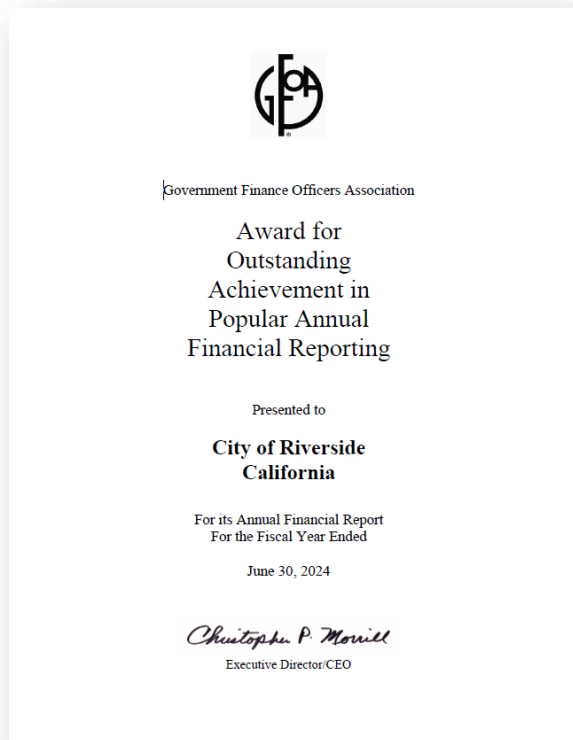 GFOA
Government Finance Officers Association
Award for
Outstanding
Achievement in
Popular Annual
Financial Reporting
Presented to
City of Riverside
California
For its Annual Financial Report
For the Fiscal Year Ended
June 30, 2024
Christopher P. Morrill
Executive Director/CEO